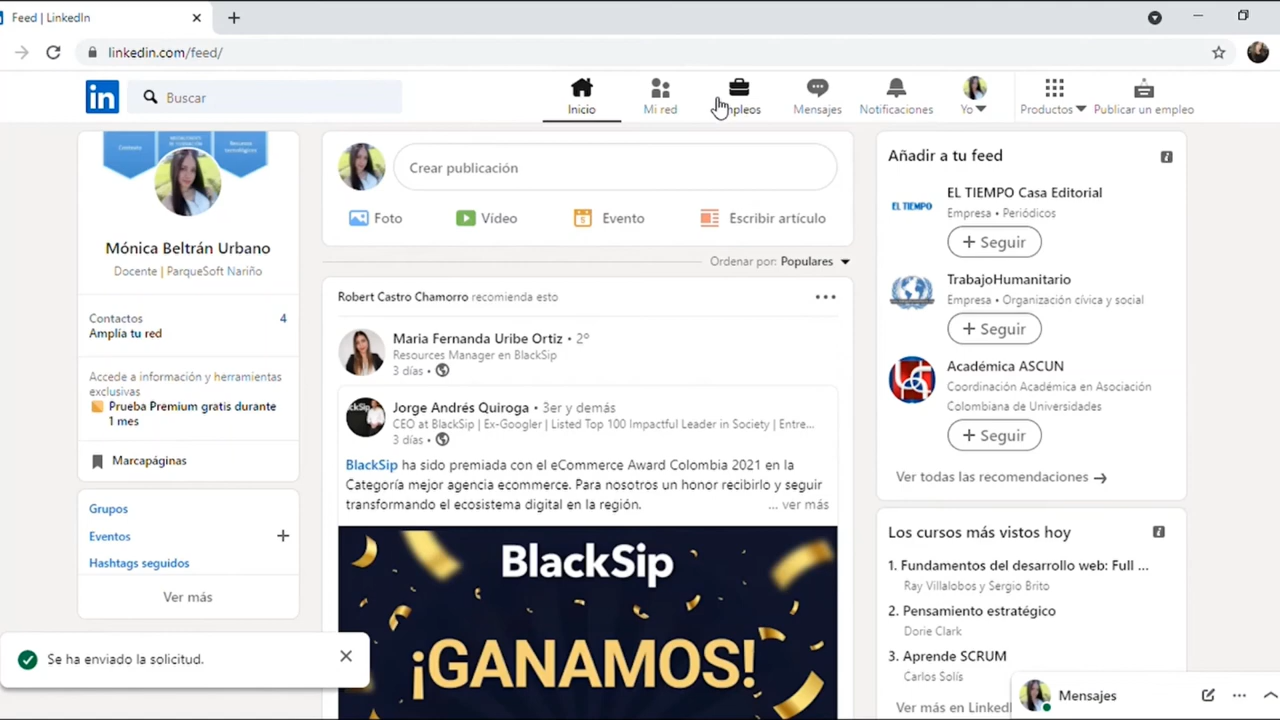 Feed | LinkedIn
linkedin.com/feed/
in
Buscar
Inicio
Mi red
Mensajes
Notificaciones
Yo
Productos
Publicar un empleo
Mónica Beltrán Urbano
Docente | ParqueSoft Nariño
Contactos 4
Amplía tu red
Accede a información y herramientas
exclusivas
Prueba Premium gratis durante
1 mes
Marcapáginas
Grupos
Eventos
Hashtags seguidos
Ver más
Se ha enviado la solicitud.
Crear publicación
Foto
Vídeo
Evento
Escribir artículo
Ordenar por: Populares
Robert Castro Chamorro recomienda esto
Maria Fernanda Uribe Ortiz • 2º
Resources Manager en BlackSip
3 días •
Jorge Andrés Quiroga • 3er y demás
CEO at BlackSip | Ex-Googler | Listed Top 100 Impactful Leader in Society | Entre...
3 días •
BlackSip ha sido premiada con el eCommerce Award Colombia 2021 en la
Categoría mejor agencia ecommerce. Para nosotros un honor recibirlo y seguir
transformando el ecosistema digital en la región.
... ver más
BlackSip
¡GANAMOS!
Añadir a tu feed
EL TIEMPO
EL TIEMPO Casa Editorial
Empresa • Periódicos
+ Seguir
TrabajoHumanitario
Empresa • Organización cívica y social
+ Seguir
Académica ASCUN
Coordinación Académica en Asociación
Colombiana de Universidades
+ Seguir
Ver todas las recomendaciones
Los cursos más vistos hoy
1. Fundamentos del desarrollo web: Full ...
Ray Villalobos y Sergio Brito
2. Pensamiento estratégico
Dorie Clark
3. Aprende SCRUM
Carlos Solís
Ver más en LinkedI
Mensajes